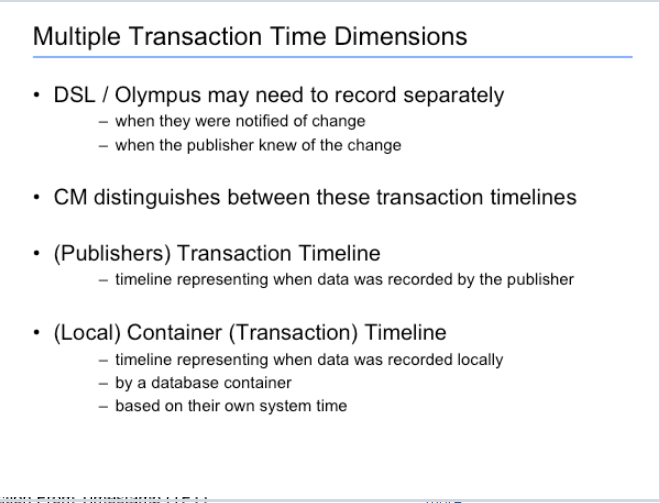 Multiple Transaction Time Dimensions
• DSL / Olympus may need to record separately
– when they were notified of change
– when the publisher knew of the change
• CM distinguishes between these transaction timelines
• (Publishers) Transaction Timeline
– timeline representing when data was recorded by the publisher
• (Local) Container (Transaction) Timeline
– timeline representing when data was recorded locally
– by a database container
– based on their own system time